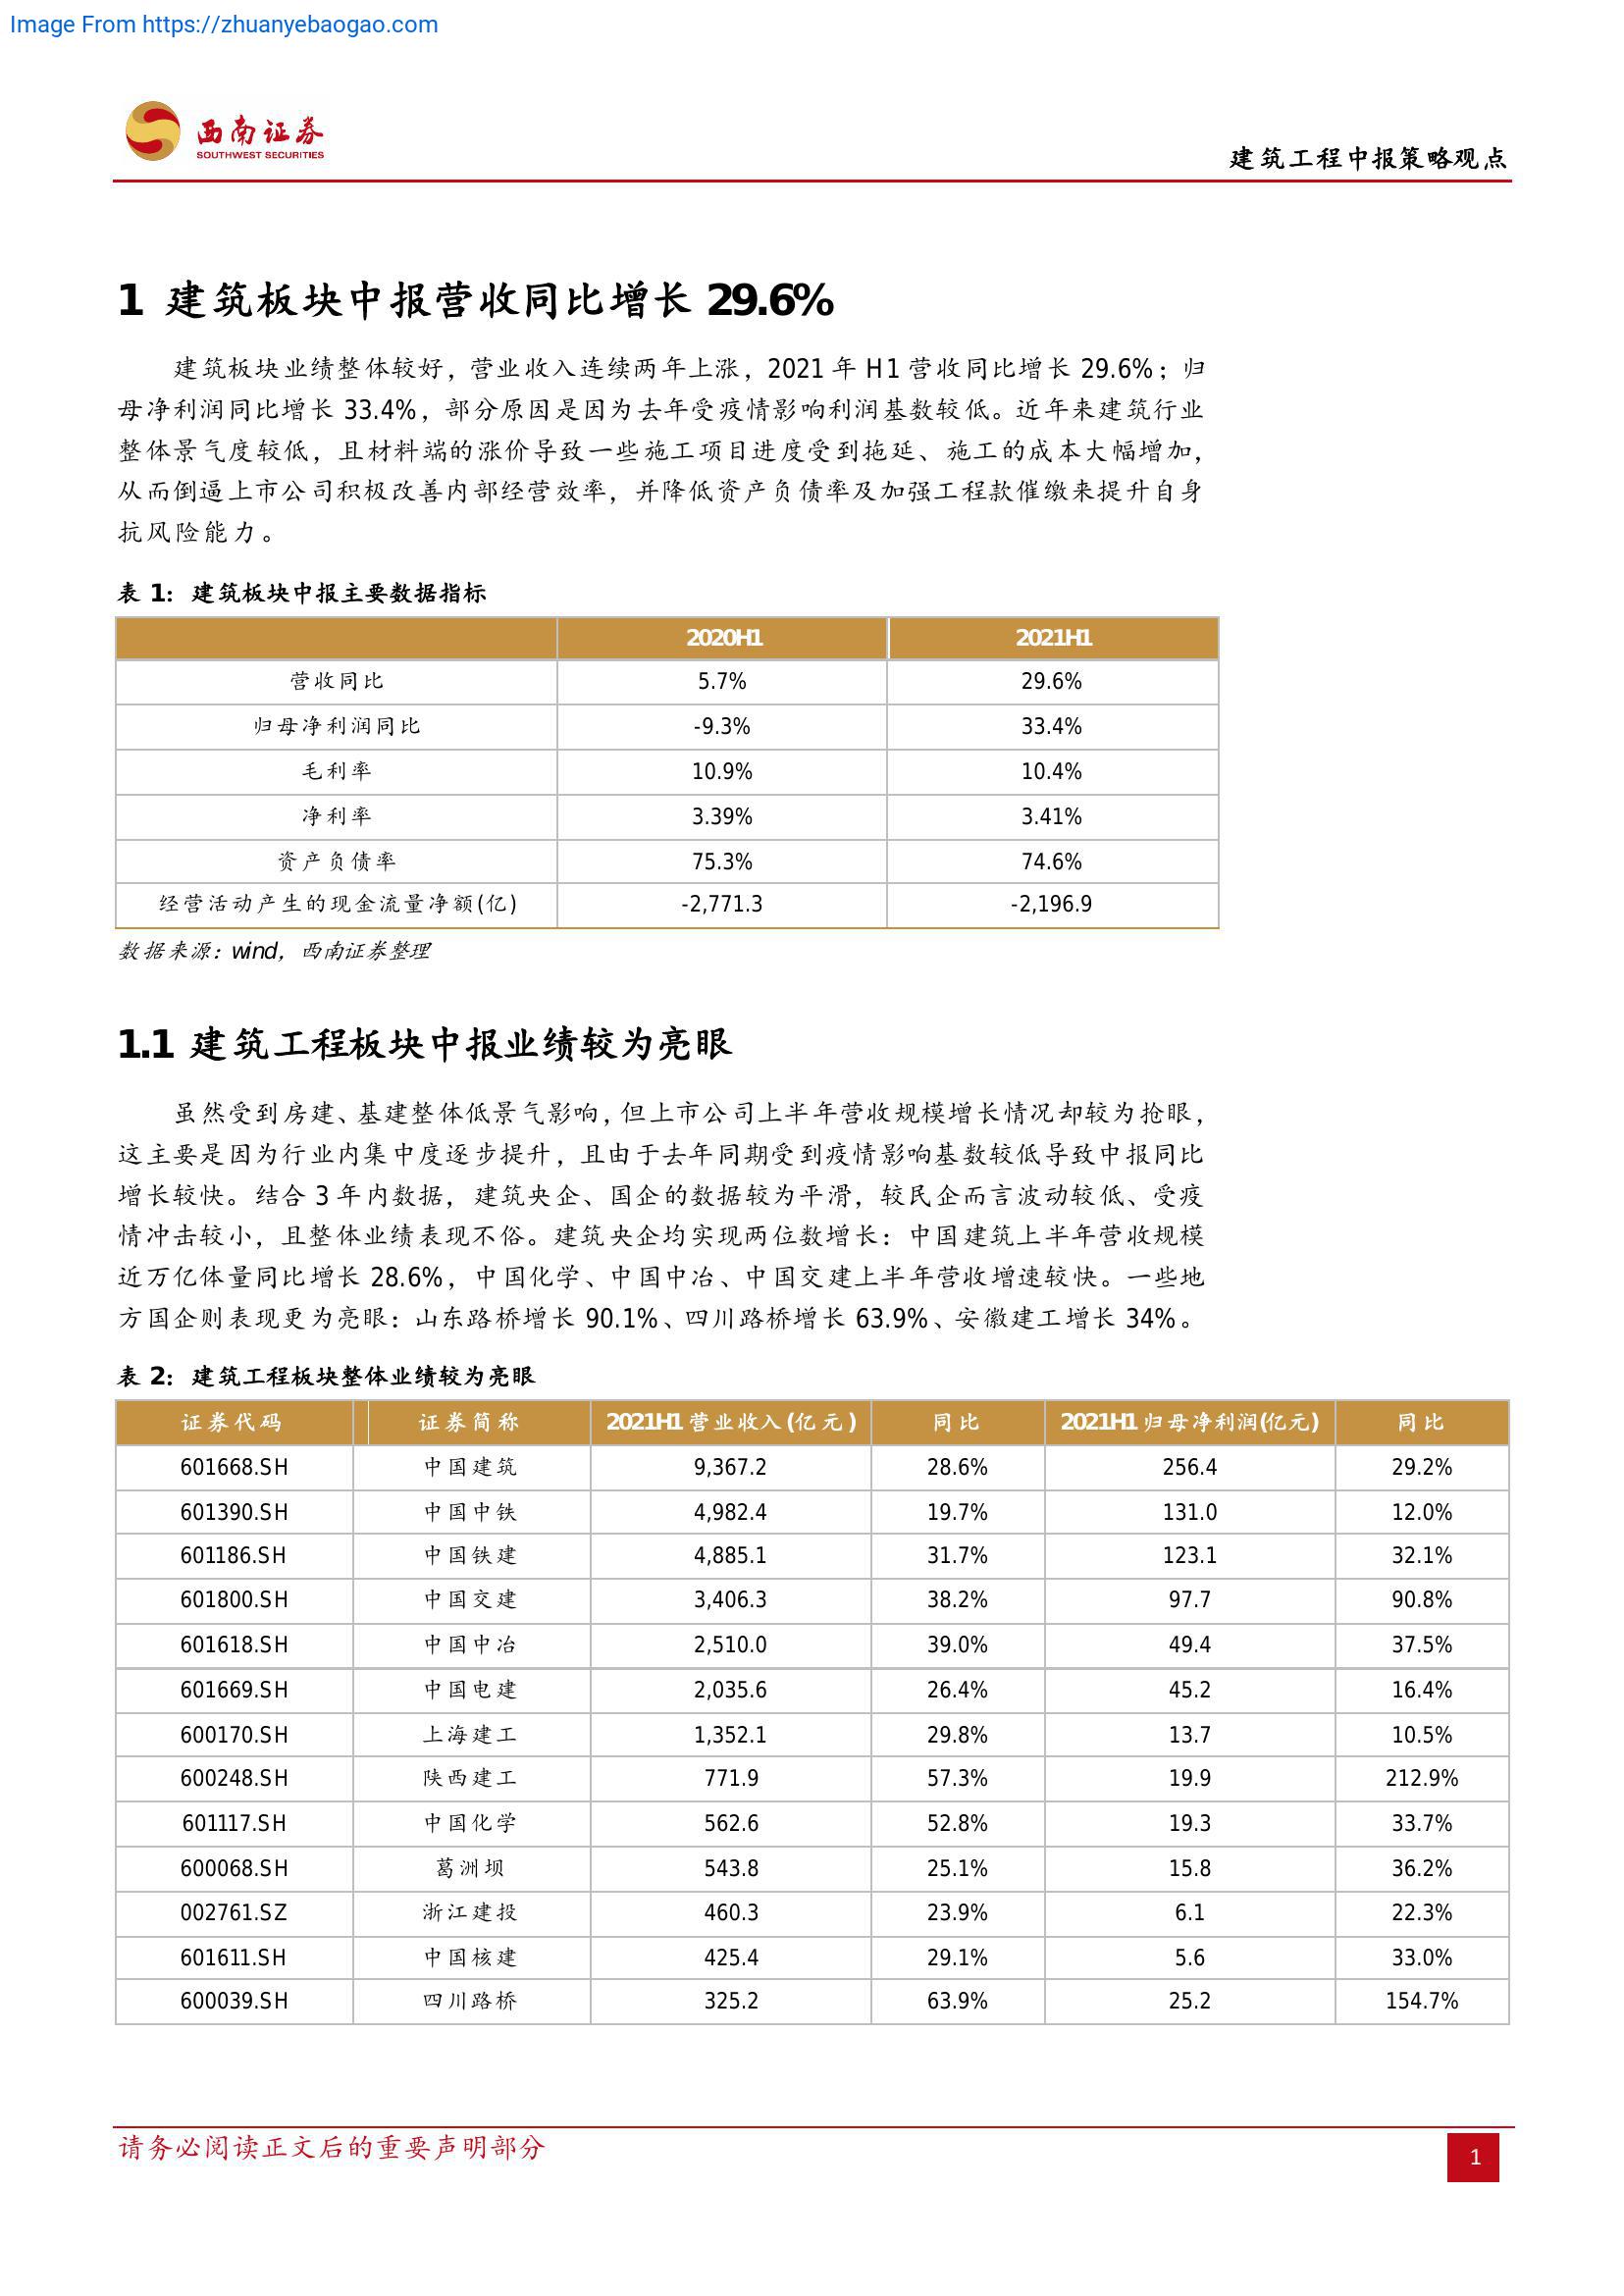 Image From https://zhuanyebaogao.com
西南证券
SOUTHWEST SECURITIES
建筑工程中报策略观点
1 建筑板块中报营收同比增长 29.6%
建筑板块业绩整体较好，营业收入连续两年上涨，2021 年 H1 营收同比增长 29.6%；归
母净利润同比增长 33.4%，部分原因是因为去年受疫情影响利润基数较低。近年来建筑行业
整体景气度较低，且材料端的涨价导致一些施工项目进度受到拖延、施工的成本大幅增加，
从而倒逼上市公司积极改善内部经营效率，并降低资产负债率及加强工程款催缴来提升自身
抗风险能力。
表 1：建筑板块中报主要数据指标
2020H1 2021H1
营收同比 5.7% 29.6%
归母净利润同比 -9.3% 33.4%
毛利率 10.9% 10.4%
净利率 3.39% 3.41%
资产负债率 75.3% 74.6%
经营活动产生的现金流量净额(亿) -2,771.3 -2,196.9
数据来源：wind，西南证券整理
1.1 建筑工程板块中报业绩较为亮眼
虽然受到房建、基建整体低景气影响，但上市公司上半年营收规模增长情况却较为抢眼，
这主要是因为行业内集中度逐步提升，且由于去年同期受到疫情影响基数较低导致中报同比
增长较快。结合 3 年内数据，建筑央企、国企的数据较为平滑，较民企而言波动较低、受疫
情冲击较小，且整体业绩表现不俗。建筑央企均实现两位数增长：中国建筑上半年营收规模
近万亿体量同比增长 28.6%，中国化学、中国中冶、中国交建上半年营收增速较快。一些地
方国企则表现更为亮眼：山东路桥增长 90.1%、四川路桥增长 63.9%、安徽建工增长 34%。
表 2：建筑工程板块整体业绩较为亮眼
证券代码 证券简称 2021H1 营业收入(亿元) 同比 2021H1 归母净利润(亿元) 同比
601668.SH 中国建筑 9,367.2 28.6% 256.4 29.2%
601390.SH 中国中铁 4,982.4 19.7% 131.0 12.0%
601186.SH 中国铁建 4,885.1 31.7% 123.1 32.1%
601800.SH 中国交建 3,406.3 38.2% 97.7 90.8%
601618.SH 中国中冶 2,510.0 39.0% 49.4 37.5%
601669.SH 中国电建 2,035.6 26.4% 45.2 16.4%
600170.SH 上海建工 1,352.1 29.8% 13.7 10.5%
600248.SH 陕西建工 771.9 57.3% 19.9 212.9%
601117.SH 中国化学 562.6 52.8% 19.3 33.7%
600068.SH 葛洲坝 543.8 25.1% 15.8 36.2%
002761.SZ 浙江建投 460.3 23.9% 6.1 22.3%
601611.SH 中国核建 425.4 29.1% 5.6 33.0%
600039.SH 四川路桥 325.2 63.9% 25.2 154.7%
请务必阅读正文后的重要声明部分
1